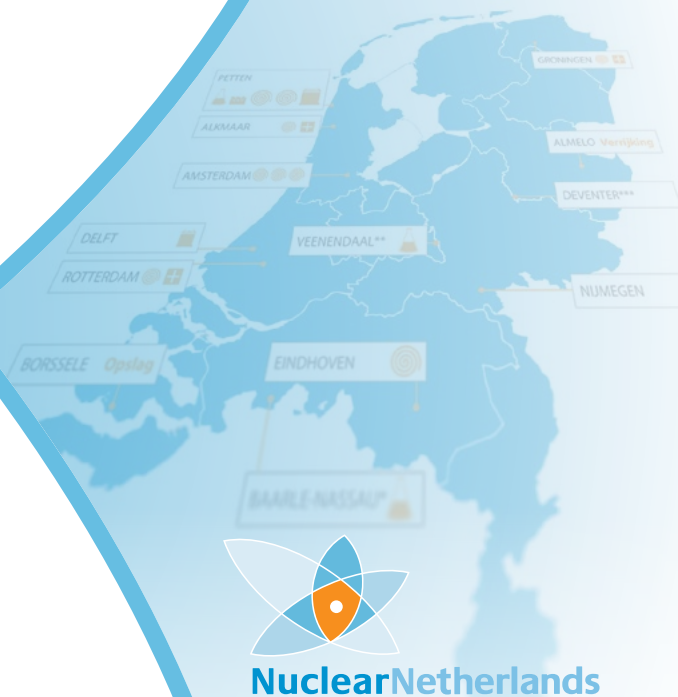 GRONINGEN
PETTEN
ALKMAAR
ALMELO Verrijking
AMSTERDAM
DEVENTER***
DELFT
VEENENDAAL**
ROTTERDAM
NIJMEGEN
BORSSELE Opslag
EINDHOVEN
BAARLE-NASSAU*
NuclearNetherlands